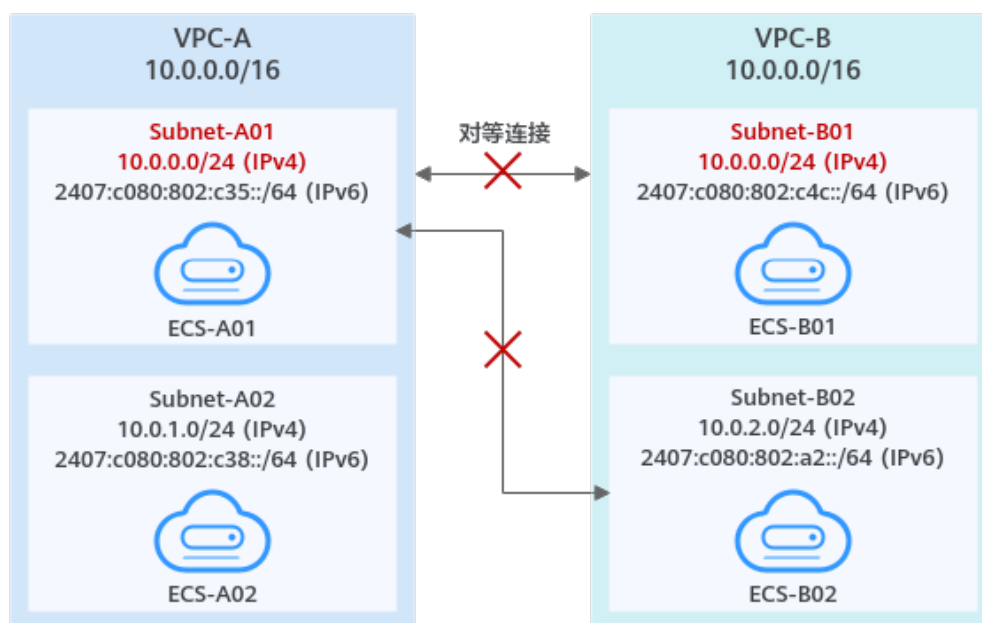 VPC-A
10.0.0.0/16
Subnet-A01
10.0.0.0/24 (IPv4)
2407:c080:802:c35::/64 (IPv6)
ECS-A01
Subnet-A02
10.0.1.0/24 (IPv4)
2407:c080:802:c38::/64 (IPv6)
ECS-A02
对等连接
VPC-B
10.0.0.0/16
Subnet-B01
10.0.0.0/24 (IPv4)
2407:c080:802:c4c::/64 (IPv6)
ECS-B01
Subnet-B02
10.0.2.0/24 (IPv4)
2407:c080:802:a2::/64 (IPv6)
ECS-B02